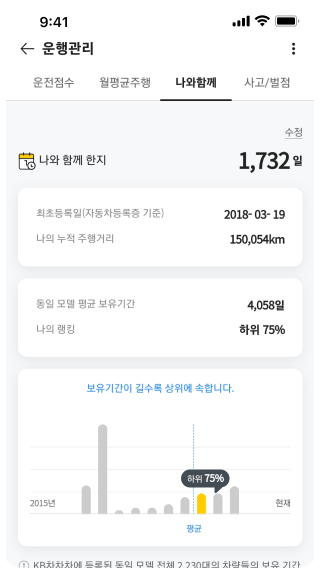 9:41
운행관리
운전점수 월평균주행 나와함께 사고/벌점
수정
나와 함께 한지 1,732 일
최초등록일(자동차등록증 기준) 2018- 03- 19
나의 누적 주행거리 150,054km
동일 모델 평균 보유기간 4,058일
나의 랭킹 하위 75%
보유기간이 길수록 상위에 속합니다.
하위 75%
2015년 현재
평균
KB차차차에 등록된 동일 모델 전체 2,230대의 차량들의 보유 기간